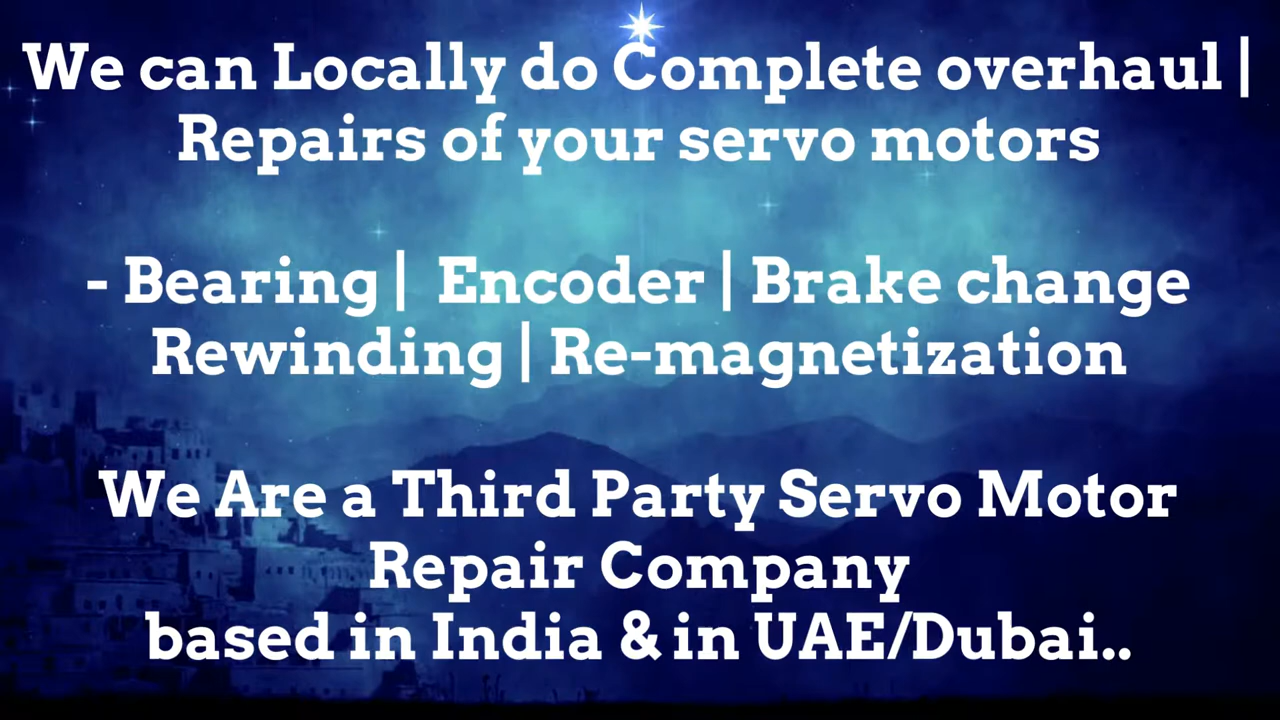 We can Locally do Complete overhaul |
Repairs of your servo motors
- Bearing | Encoder | Brake change
Rewinding | Re-magnetization
We Are a Third Party Servo Motor
Repair Company
based in India & in UAE/Dubai..